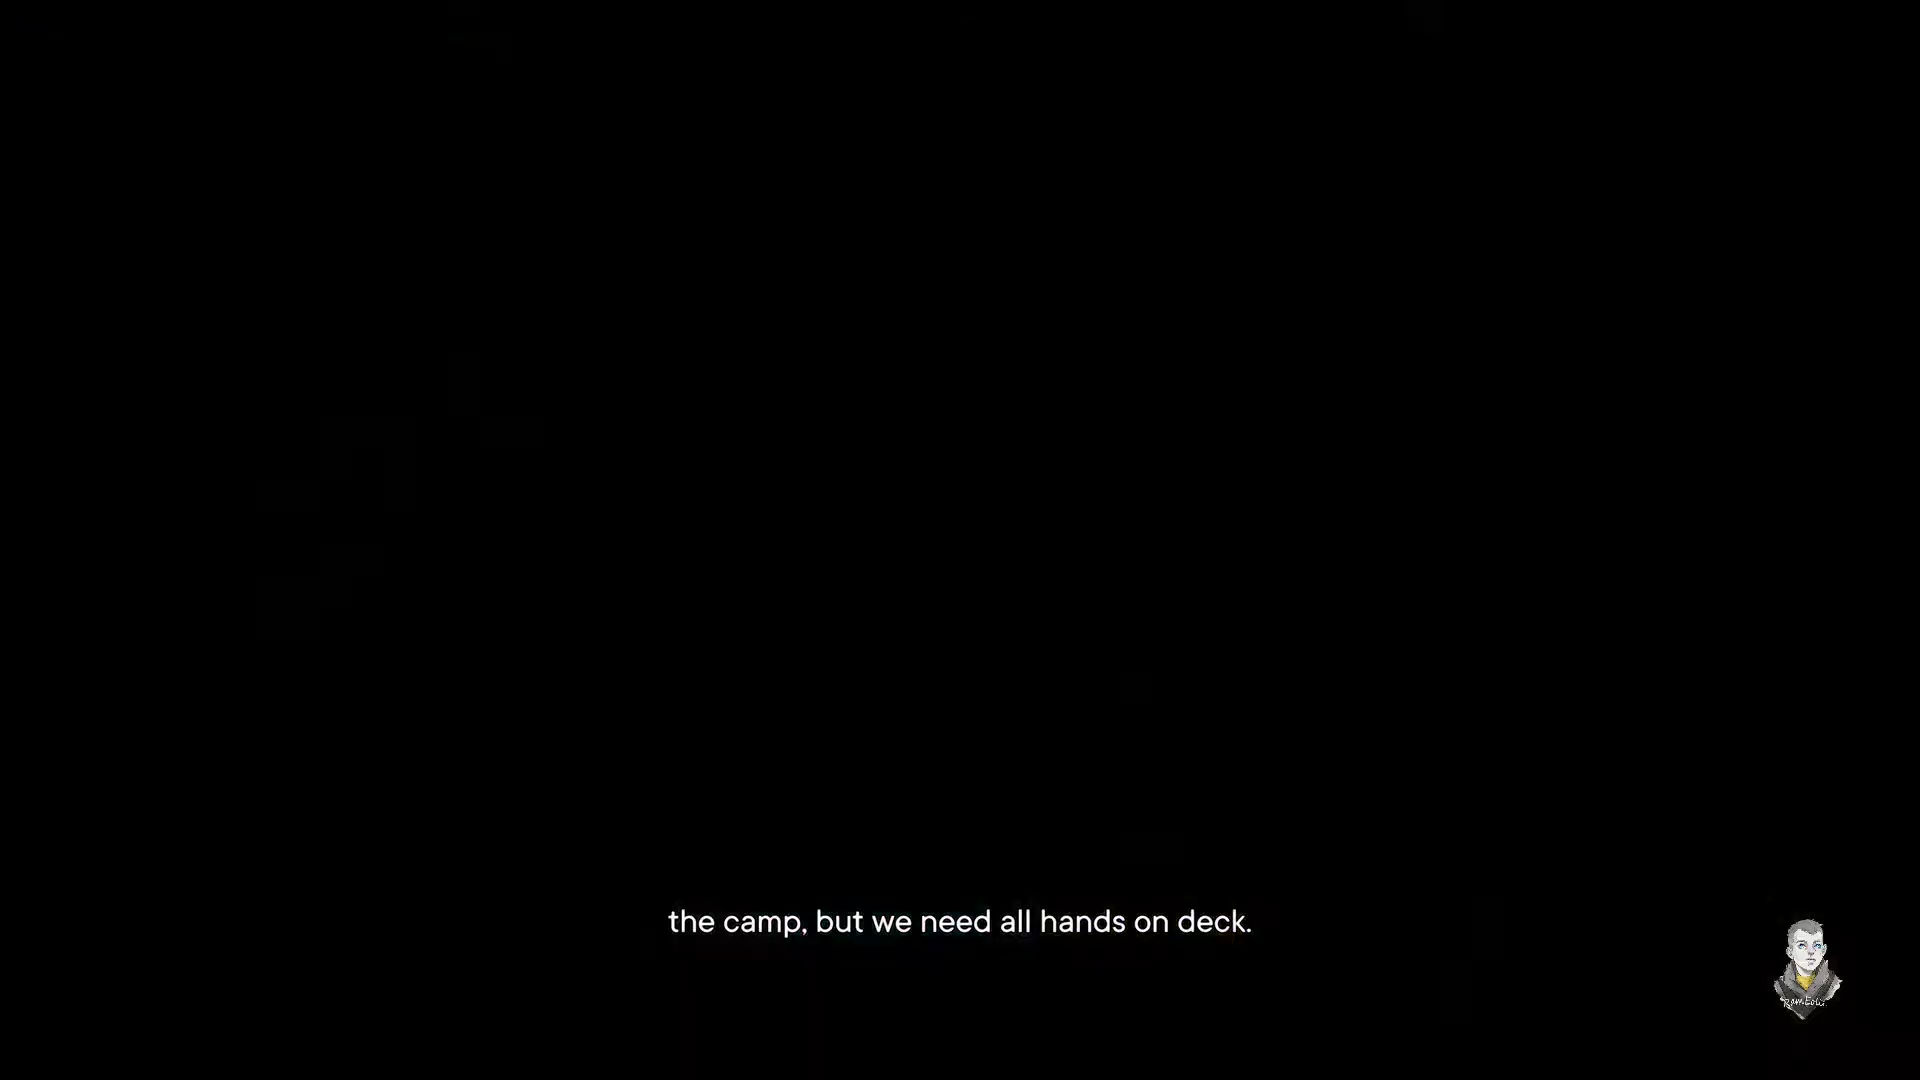 the camp, but we need all hands on deck.